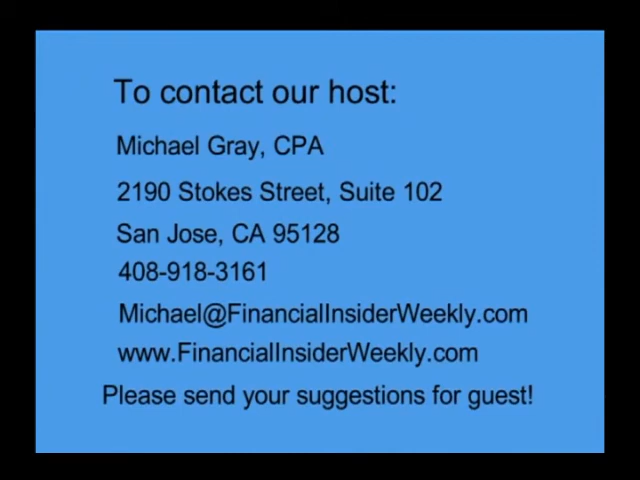 To contact our host:
Michael Gray, CPA
2190 Stokes Street, Suite 102
San Jose, CA 95128
408-918-3161
Michael@FinancialInsiderWeekly.com
www.FinancialInsiderWeekly.com
Please send your suggestions for guest!